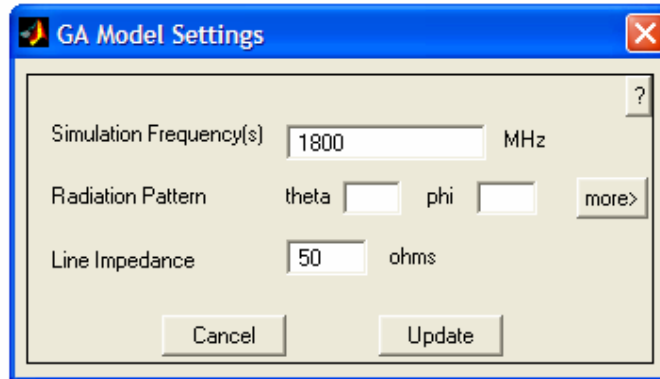 GA Model Settings
?
Simulation Frequency(s) 1800 MHz
Radiation Pattern theta phi more>
Line Impedance 50 ohms
Cancel Update